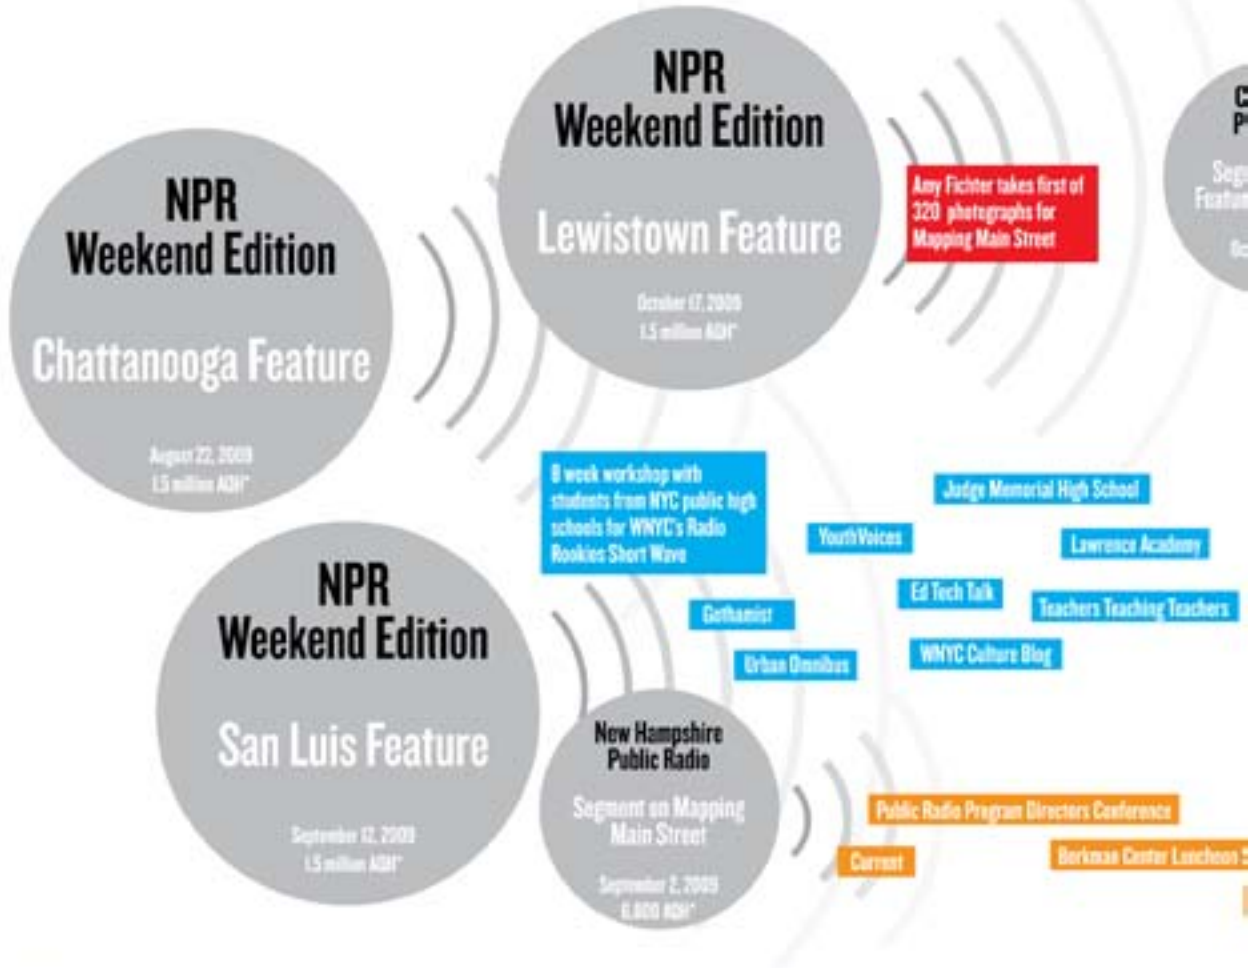 NPR
Weekend Edition
Lewistown Feature
October 17, 2009
1.5 million AQH*
NPR
Weekend Edition
Chattanooga Feature
August 22, 2009
1.5 million AQH*
Amy Fichter takes first of
320 photographs for
Mapping Main Street
8 week workshop with
students from NYC public high
schools for WNYC's Radio
Rookies Short Wave
Judge Memorial High School
YouthVoices
Lawrence Academy
Ed Tech Talk
Teachers Teaching Teachers
Gothamist
WNYC Culture Blog
Urban Omnibus
NPR
Weekend Edition
San Luis Feature
September 12, 2009
1.5 million AQH*
New Hampshire
Public Radio
Segment on Mapping
Main Street
September 2, 2009
AQH*
Public Radio Program Directors Conference
Current
Berkman Center Luncheon